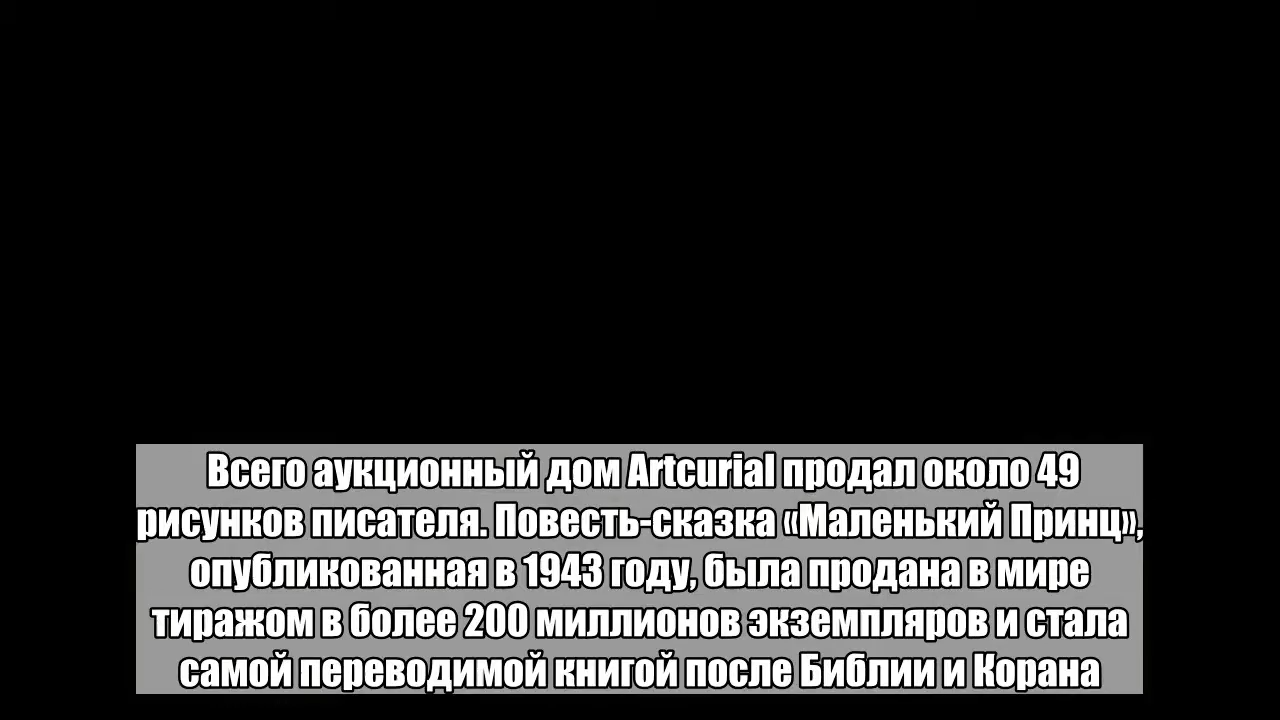 Всего аукционный дом Artcurial продал около 49
рисунков писателя. Повесть-сказка «Маленький Принц»,
опубликованная в 1943 году, была продана в мире
тиражом в более 200 миллионов экземпляров и стала
самой переводимой книгой после Библии и Корана